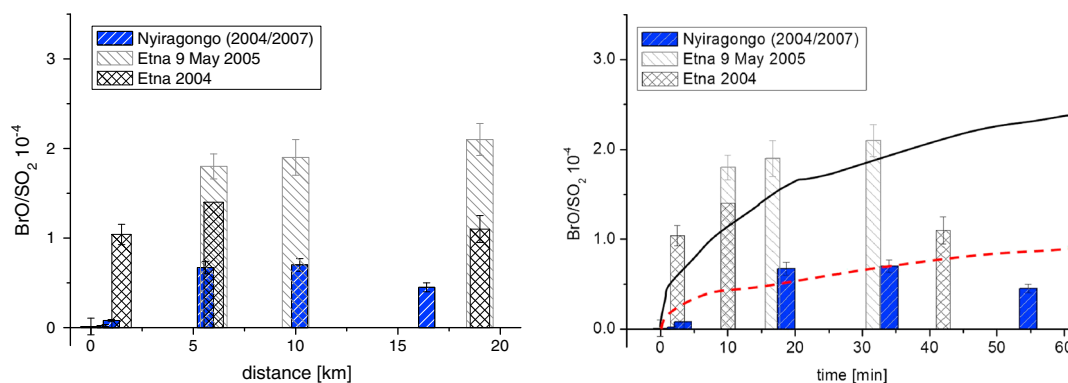 3
2
1
0
BrO/SO2 10-4
Nyiragongo (2004/2007)
Etna 9 May 2005
Etna 2004
0 5 10 15 20
distance [km]
3.0
2.0
1.0
0.0
BrO/SO2 10-4
Nyiragongo (2004/2007)
Etna 9 May 2005
Etna 2004
0 10 20 30 40 50 60
time [min]